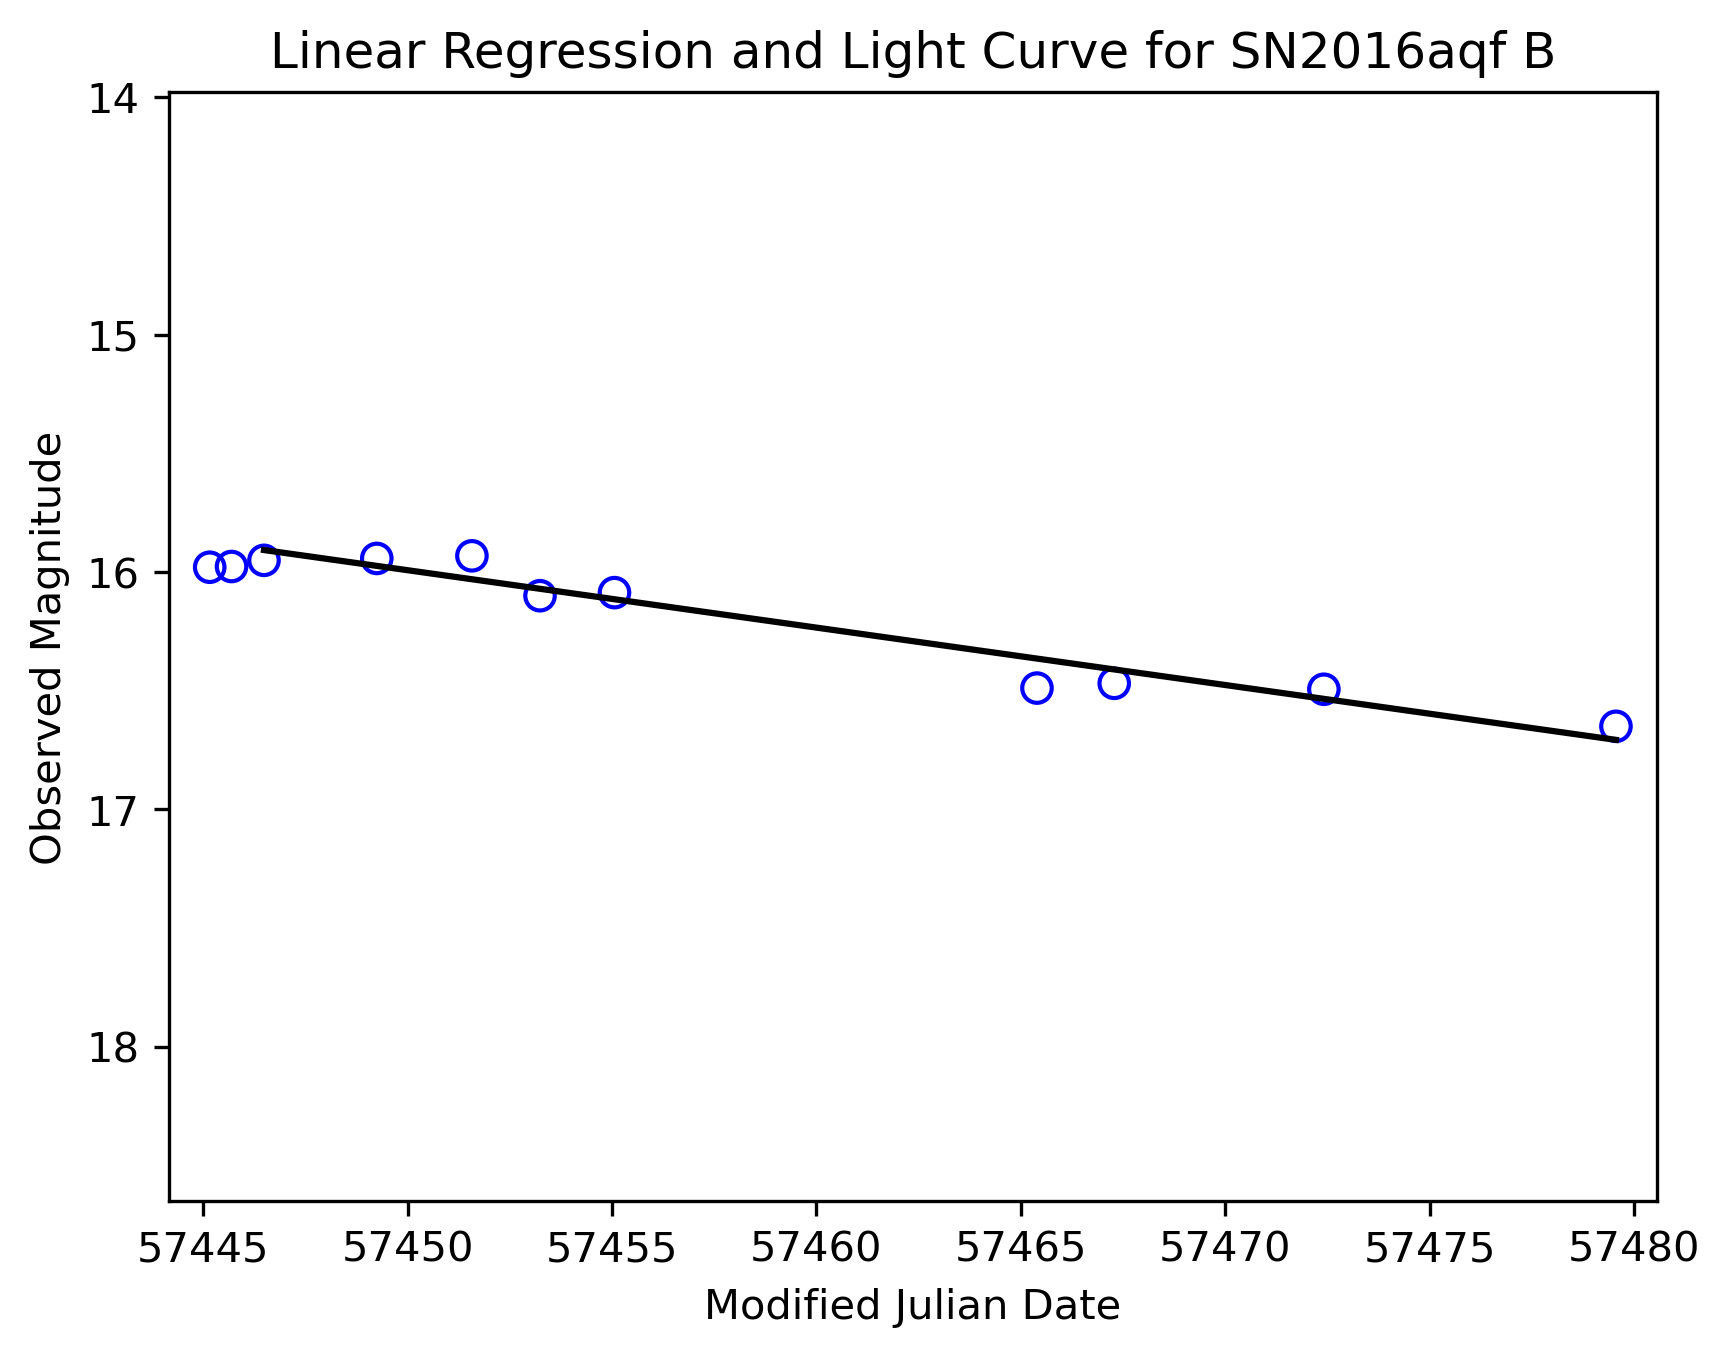 Linear Regression and Light Curve for SN2016aqf B
14
15
16
17
18
Observed Magnitude
57445 57450 57455 57460 57465 57470 57475 57480
Modified Julian Date